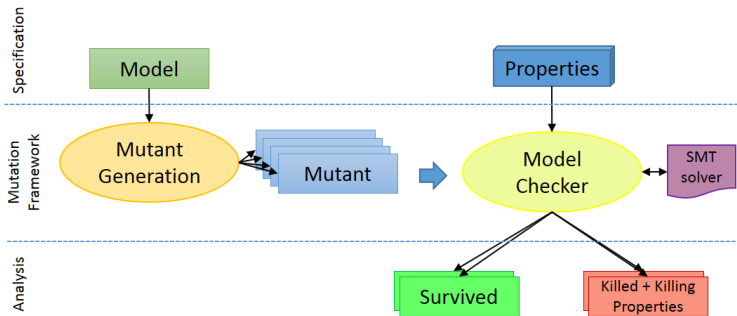 Specification
Model
Properties
Mutation
Framework
Mutant
Generation
Mutant
Model
Checker
SMT
solver
Analysis
Survived
Killed + Killing
Properties